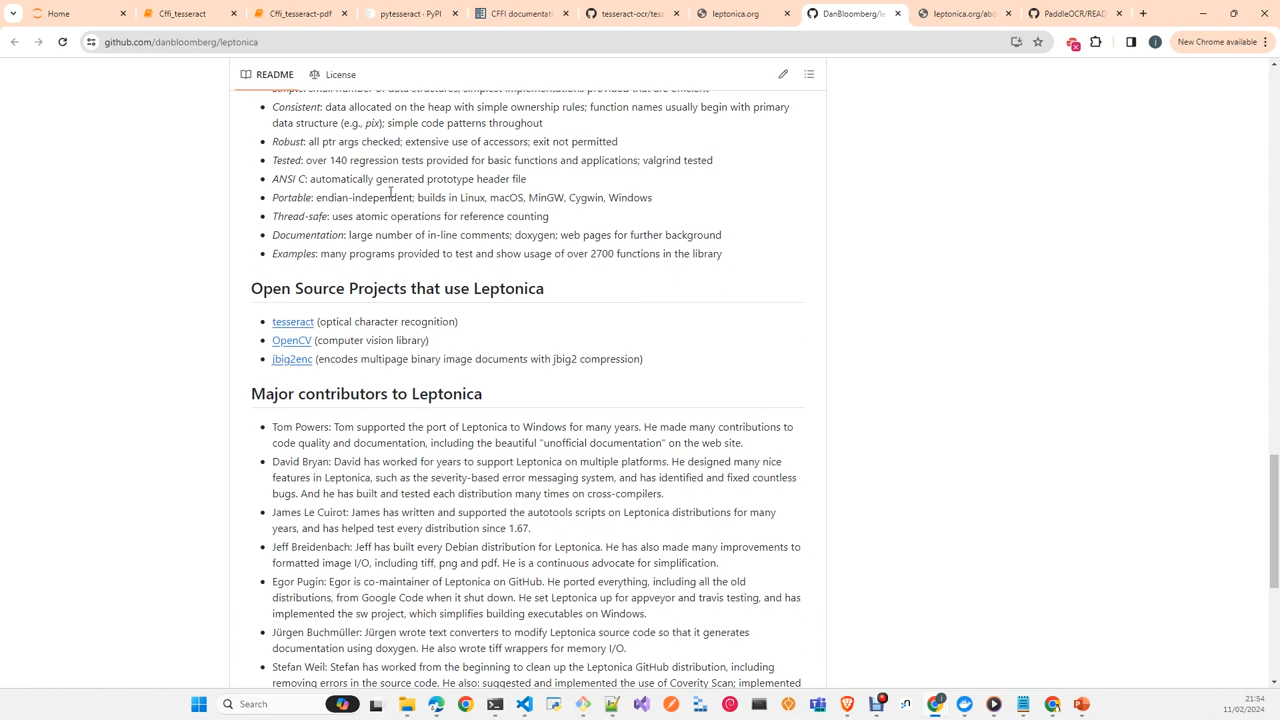 Home
Cffi_tesseract
Cffi_tesseract-pdf
pytesseract - PyPI
CFFI documentati
tesseract-ocr/tess
leptonica.org
DanBloomberg/le
leptonica.org/abe
PaddleOCR/READ
github.com/danbloomberg/leptonica
New Chrome available
README
License
Consistent: data allocated on the heap with simple ownership rules; function names usually begin with primary
data structure (e.g., pix); simple code patterns throughout
Robust: all ptr args checked; extensive use of accessors; exit not permitted
Tested: over 140 regression tests provided for basic functions and applications; valgrind tested
ANSI C: automatically generated prototype header file
Portable: endian-independent; builds in Linux, macOS, MinGW, Cygwin, Windows
Thread-safe: uses atomic operations for reference counting
Documentation: large number of in-line comments; doxygen; web pages for further background
Examples: many programs provided to test and show usage of over 2700 functions in the library
Open Source Projects that use Leptonica
tesseract (optical character recognition)
OpenCV (computer vision library)
jbig2enc (encodes multipage binary image documents with jbig2 compression)
Major contributors to Leptonica
Tom Powers: Tom supported the port of Leptonica to Windows for many years. He made many contributions to
code quality and documentation, including the beautiful "unofficial documentation" on the web site.
David Bryan: David has worked for years to support Leptonica on multiple platforms. He designed many nice
features in Leptonica, such as the severity-based error messaging system, and has identified and fixed countless
bugs. And he has built and tested each distribution many times on cross-compilers.
James Le Cuirot: James has written and supported the autotools scripts on Leptonica distributions for many
years, and has helped test every distribution since 1.67.
Jeff Breidenbach: Jeff has built every Debian distribution for Leptonica. He has also made many improvements to
formatted image I/O, including tiff, png and pdf. He is a continuous advocate for simplification.
Egor Pugin: Egor is co-maintainer of Leptonica on GitHub. He ported everything, including all the old
distributions, from Google Code when it shut down. He set Leptonica up for appveyor and travis testing, and has
implemented the sw project, which simplifies building executables on Windows.
Jürgen Buchmüller: Jürgen wrote text converters to modify Leptonica source code so that it generates
documentation using doxygen. He also wrote tiff wrappers for memory I/O.
Stefan Weil: Stefan has worked from the beginning to clean up the Leptonica GitHub distribution, including
removing errors in the source code. He also: suggested and implemented the use of Coverity Scan; implemented
Search
21:54
11/02/2024